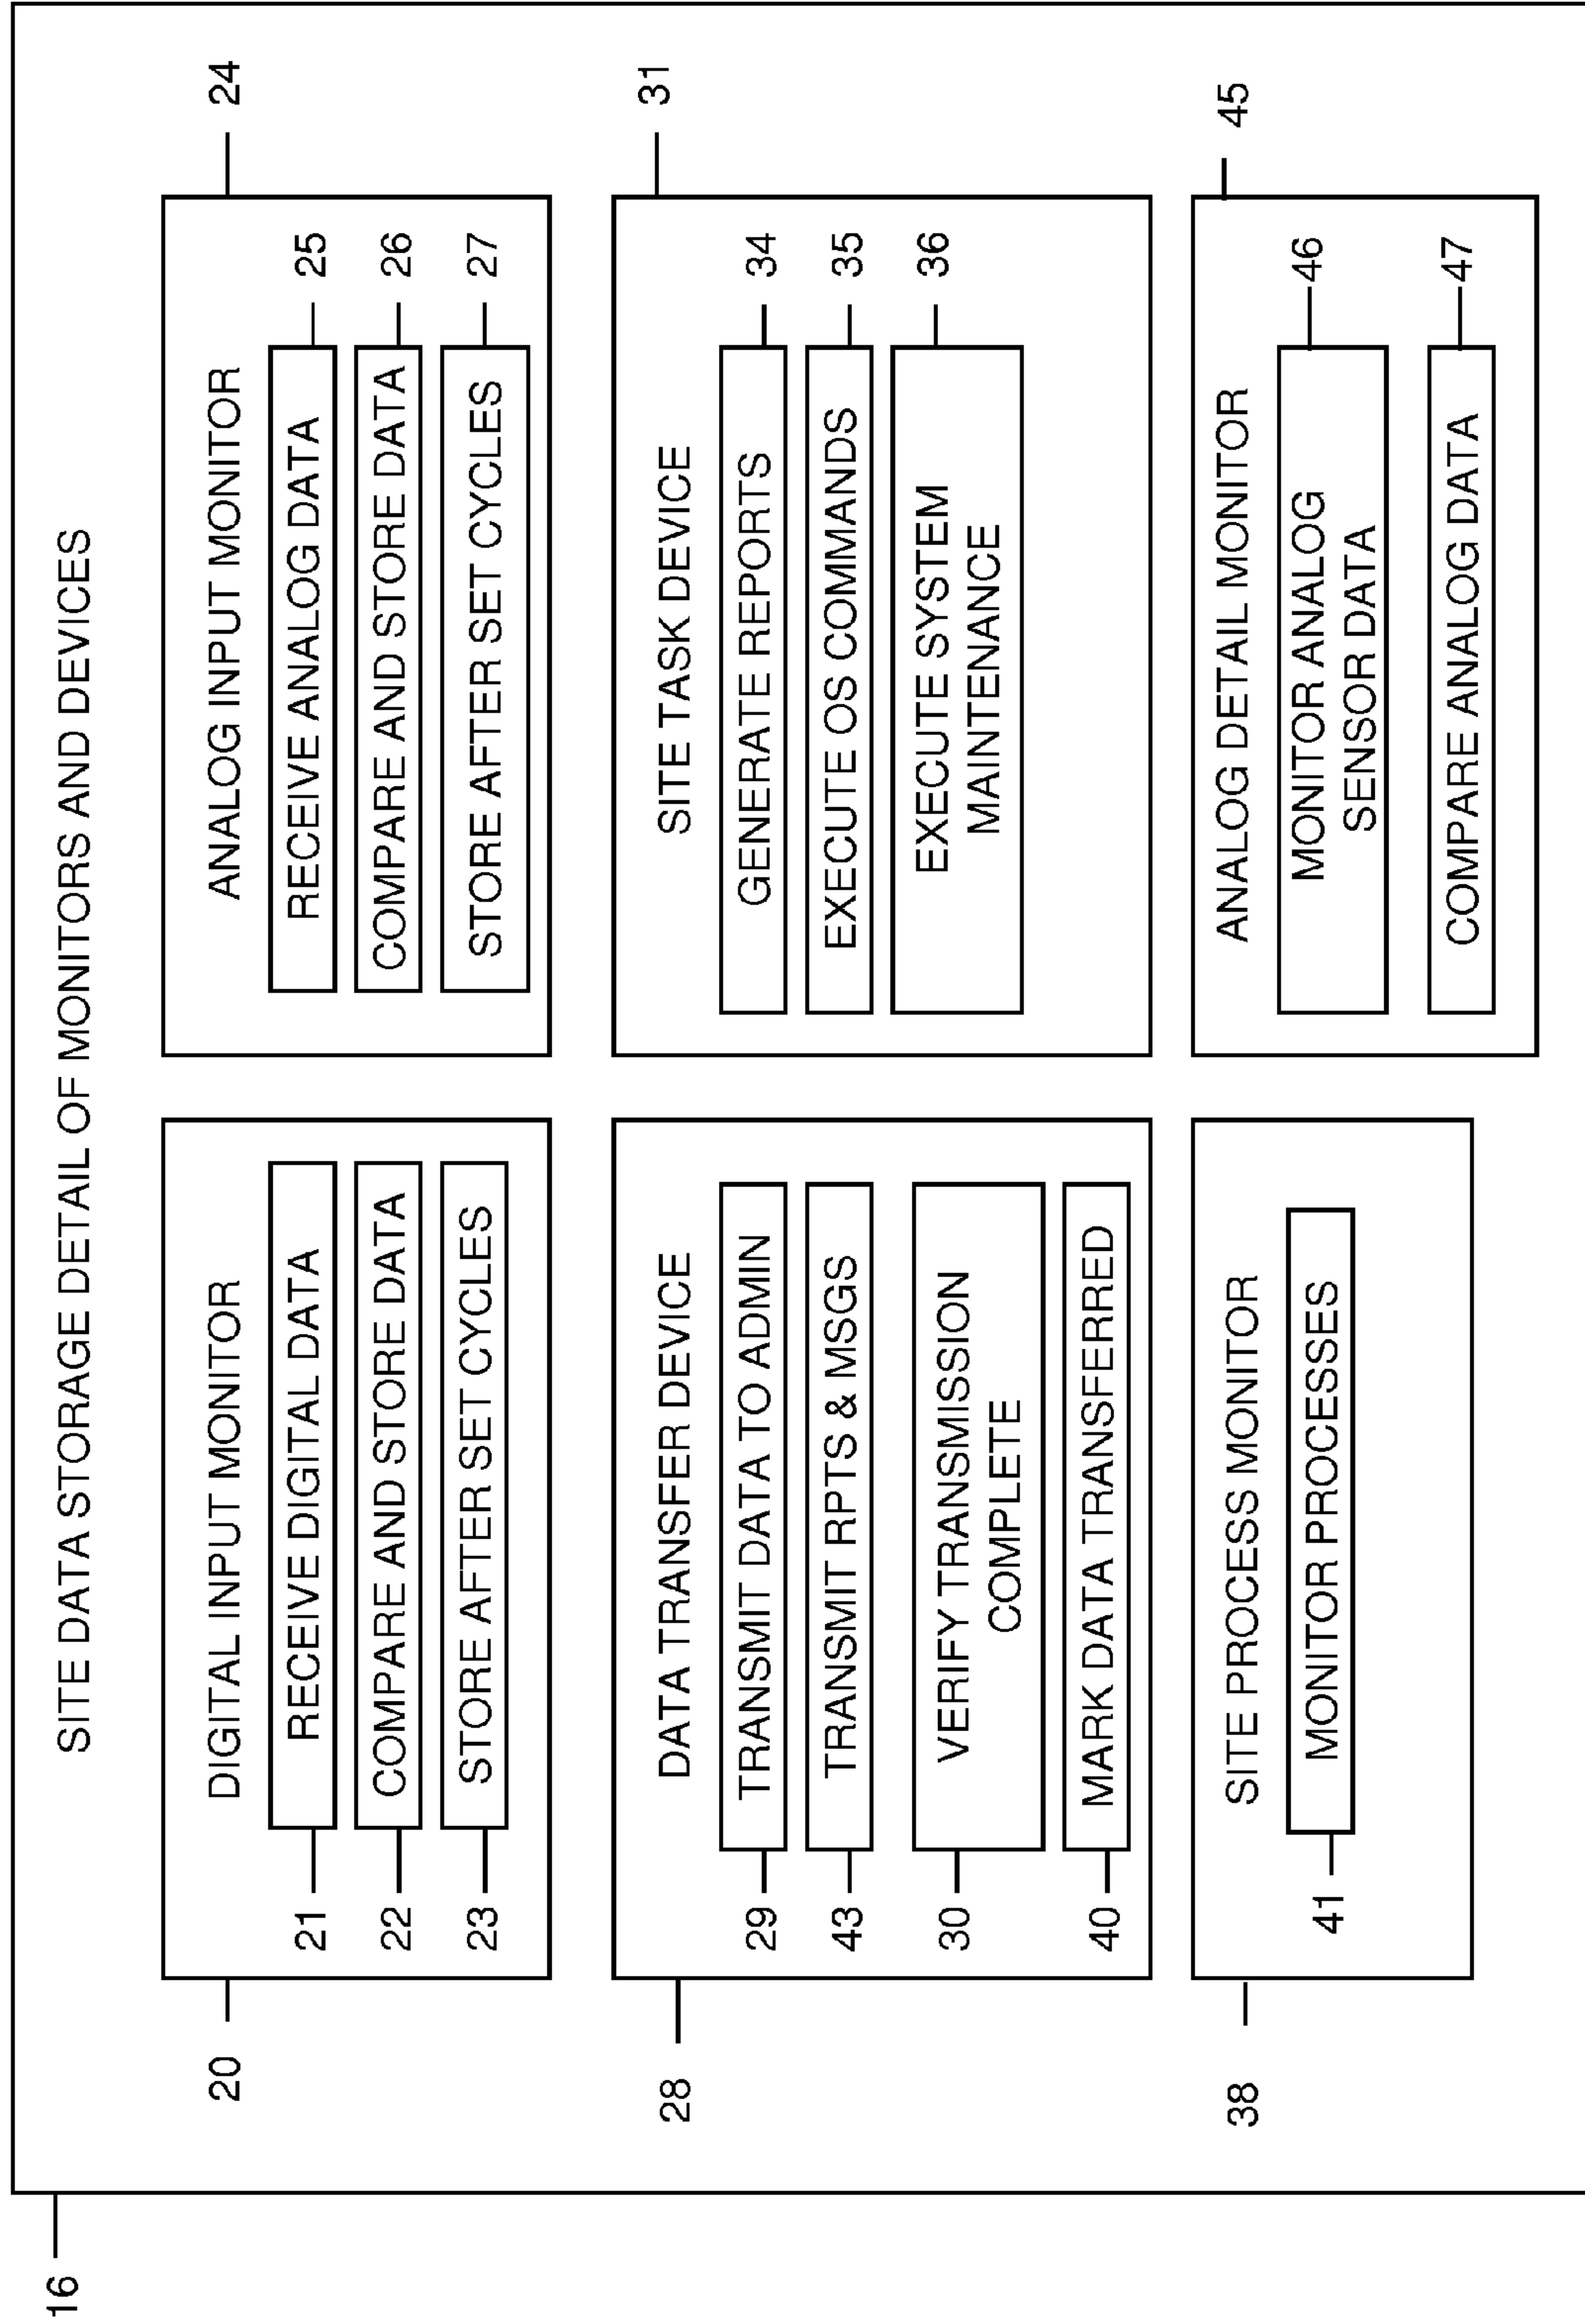 16
SITE DATA STORAGE DETAIL OF MONITORS AND DEVICES
20
DIGITAL INPUT MONITOR
21
RECEIVE DIGITAL DATA
22
COMPARE AND STORE DATA
23
STORE AFTER SET CYCLES
24
ANALOG INPUT MONITOR
RECEIVE ANALOG DATA
25
COMPARE AND STORE DATA
26
STORE AFTER SET CYCLES
27
28
DATA TRANSFER DEVICE
29
TRANSMIT DATA TO ADMIN
43
TRANSMIT RPTS & MSGS
30
VERIFY TRANSMISSION
COMPLETE
40
MARK DATA TRANSFERRED
31
SITE TASK DEVICE
GENERATE REPORTS
34
EXECUTE OS COMMANDS
35
EXECUTE SYSTEM
MAINTENANCE
36
38
SITE PROCESS MONITOR
41
MONITOR PROCESSES
45
ANALOG DETAIL MONITOR
MONITOR ANALOG
SENSOR DATA
46
COMPARE ANALOG DATA
47